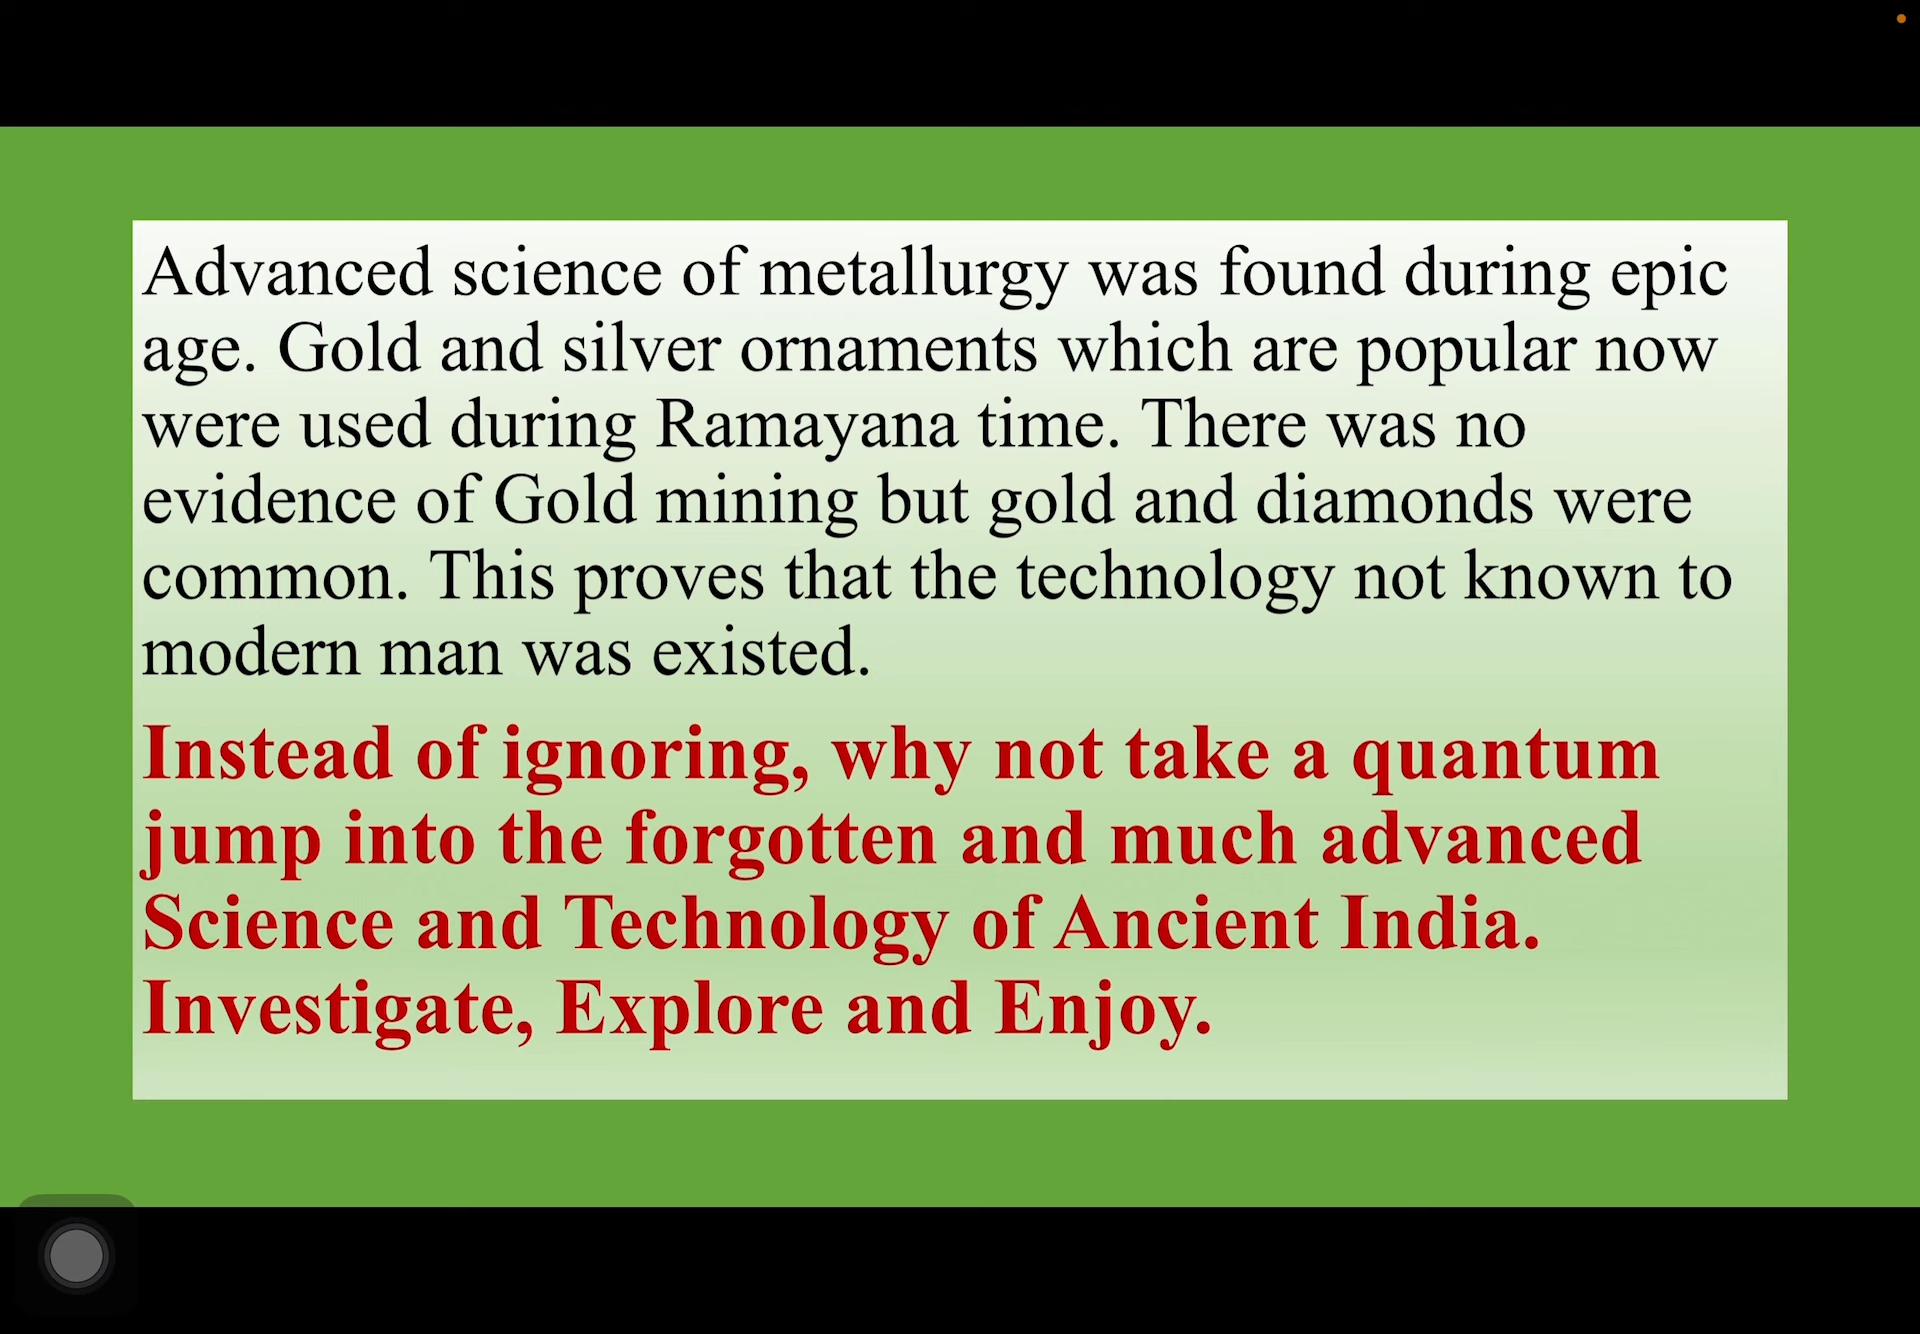 Advanced science of metallurgy was found during epic
age. Gold and silver ornaments which are popular now
were used during Ramayana time. There was no
evidence of Gold mining but gold and diamonds were
common. This proves that the technology not known to
modern man was existed.
Instead of ignoring, why not take a quantum
jump into the forgotten and much advanced
Science and Technology of Ancient India.
Investigate, Explore and Enjoy.